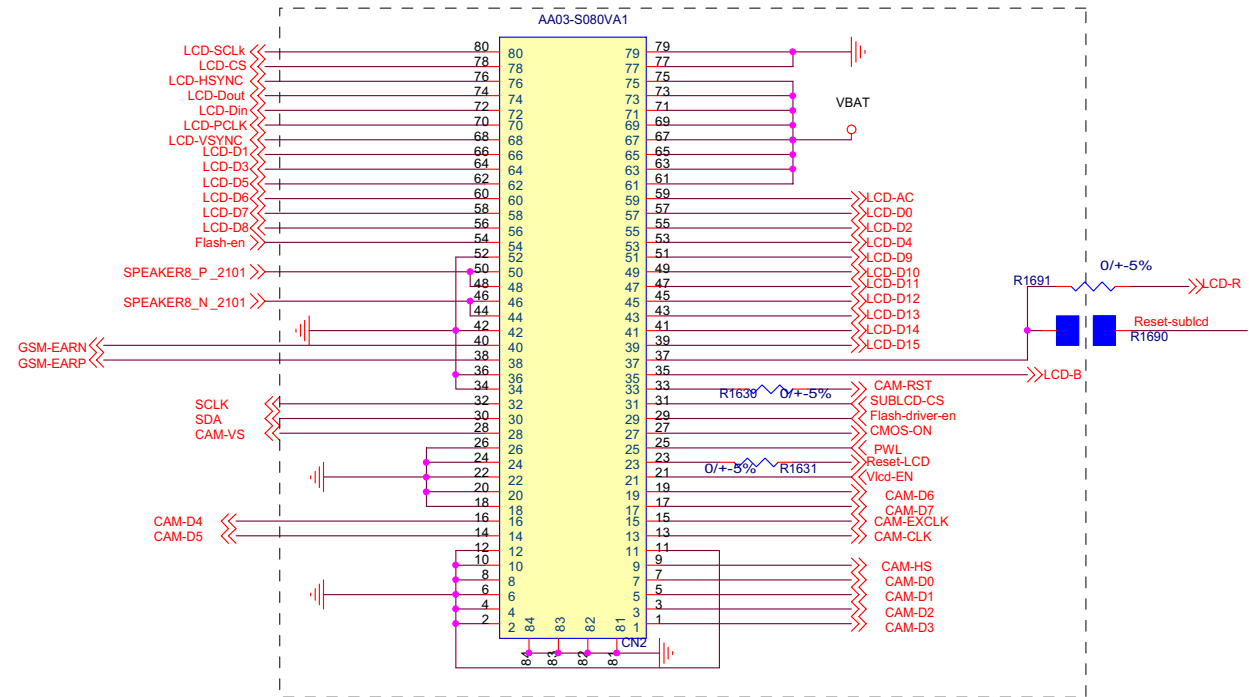 AA03-S080VA1
LCD-SCLk 80 80 79 79
LCD-CS 78 78 77 77
LCD-HSYNC 76 76 75 75
LCD-Dout 74 74 73 73
LCD-Din 72 72 71 71
LCD-PCLK 70 70 69 69
LCD-VSYNC 68 68 67 67
VBAT
LCD-D1 66 66 65 65
LCD-D3 64 64 63 63
LCD-D5 62 62 61 61
LCD-D6 60 60 59 59 LCD-AC
LCD-D7 58 58 57 57 LCD-D0
LCD-D8 56 56 55 55 LCD-D2
Flash-en 54 54 53 53 LCD-D4
52 52 51 51 LCD-D9
SPEAKER8_P_2101 50 50 49 49 LCD-D10
48 48 47 47 LCD-D11
SPEAKER8_N_2101 46 46 45 45 LCD-D12
44 44 43 43 LCD-D13
42 42 41 41 LCD-D14
GSM-EARN 40 40 39 39 LCD-D15
GSM-EARP 38 38 37 37
R1691 0/+-5% LCD-R
Reset-sublcd
R1690
36 36 35 35 LCD-B
34 34 33 33 R1630 0/+-5% CAM-RST
SCLK 32 32 31 31 SUBLCD-CS
SDA 30 30 29 29 Flash-driver-en
CAM-VS 28 28 27 27 CMOS-ON
26 26 25 25 PWL
24 24 23 23 0/+-5% R1631 Reset-LCD
22 22 21 21 Vlcd-EN
20 20 19 19 CAM-D6
18 18 17 17 CAM-D7
CAM-D4 16 16 15 15 CAM-EXCLK
CAM-D5 14 14 13 13 CAM-CLK
12 12 11 11
10 10 9 9 CAM-HS
8 8 7 7 CAM-D0
6 6 5 5 CAM-D1
4 4 3 3 CAM-D2
2 2 1 1 CAM-D3
84 83 82 81
CN2
84 83 82 81